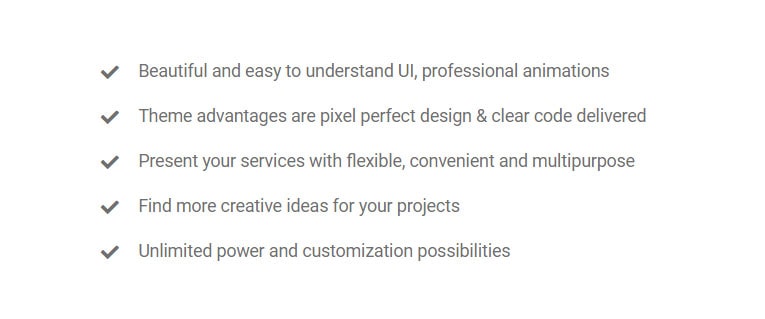 Beautiful and easy to understand UI, professional animations
Theme advantages are pixel perfect design & clear code delivered
Present your services with flexible, convenient and multipurpose
Find more creative ideas for your projects
Unlimited power and customization possibilities